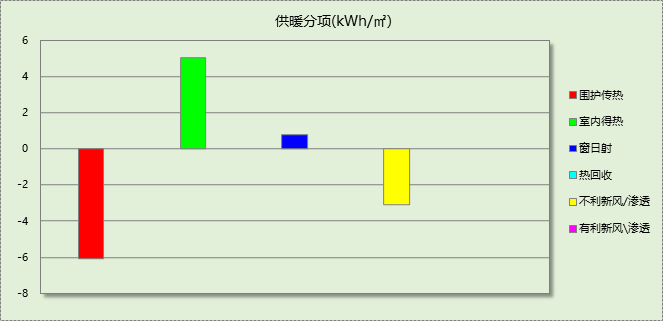 供暖分项(kWh/㎡)
6
4
2
0
-2
-4
-6
-8
围护传热
室内得热
窗日射
热回收
不利新风/渗透
有利新风\渗透